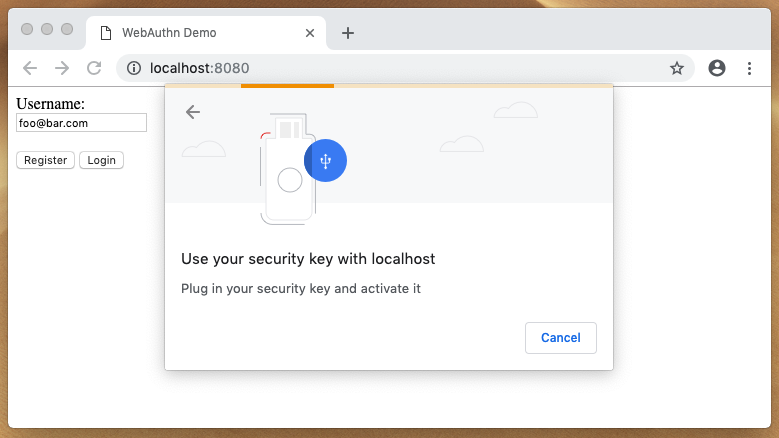 WebAuthn Demo
localhost:8080
Username:
foo@bar.com
Register Login
Use your security key with localhost
Plug in your security key and activate it
Cancel